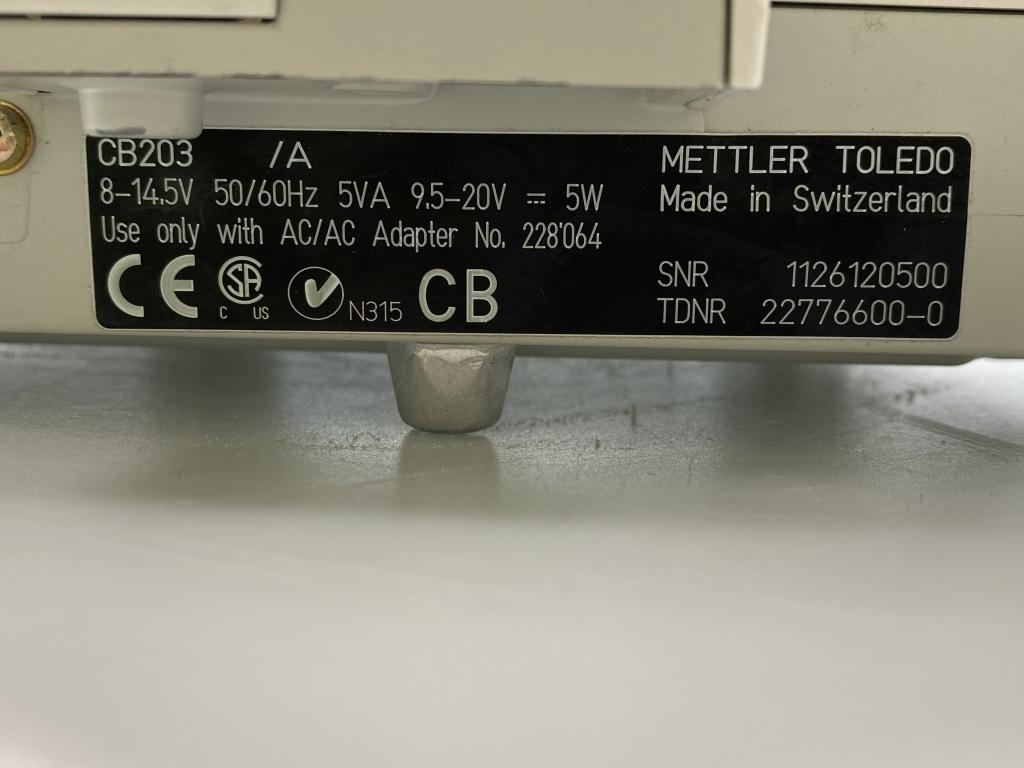 CB203 /A
8-14.5V 50/60Hz 5VA 9.5-20V ⎓ 5W
Use only with AC/AC Adapter No. 228'064
CE SA C US N315 CB
METTLER TOLEDO
Made in Switzerland
SNR 1126120500
TDNR 22776600-0